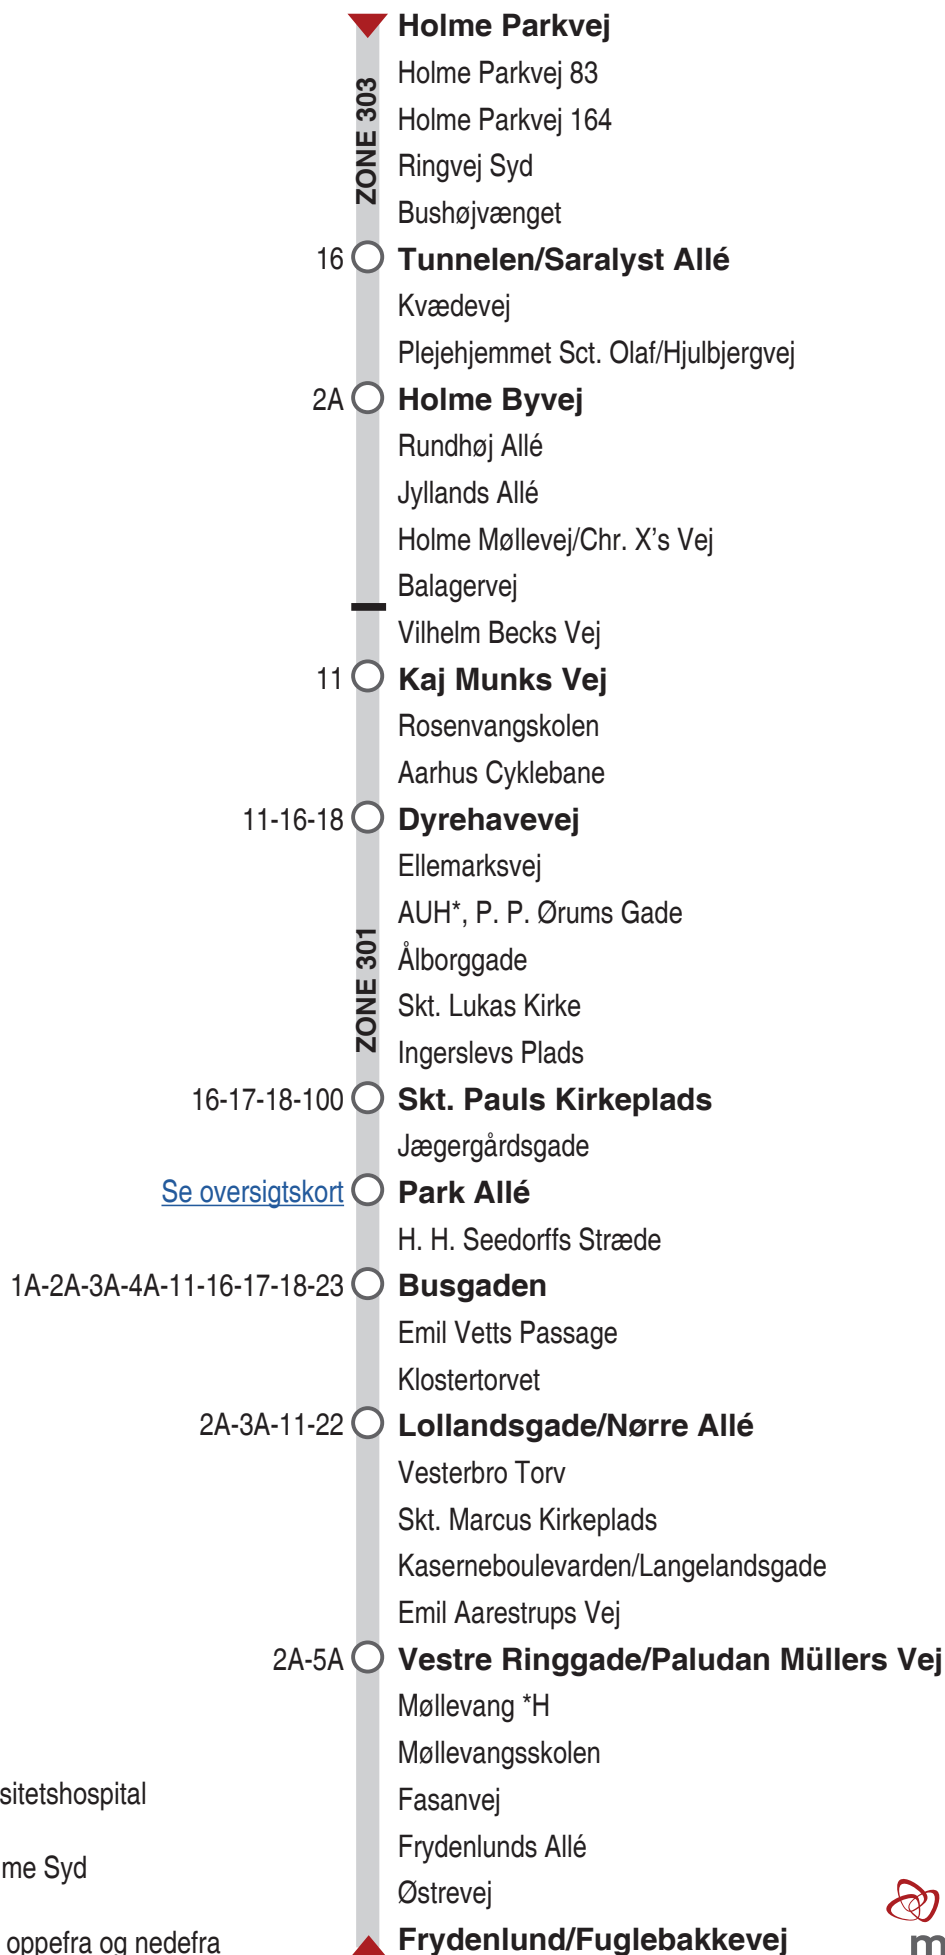 Holme Parkvej
Holme Parkvej 83
ZONE 303
Holme Parkvej 164
Ringvej Syd
Bushøjvænget
16 Tunnelen/Saralyst Allé
Kvædevej
Plejehjemmet Sct. Olaf/Hjulbjergvej
2A Holme Byvej
Rundhøj Allé
Jyllands Allé
Holme Møllevej/Chr. X's Vej
Balagervej
Vilhelm Becks Vej
11 Kaj Munks Vej
Rosenvangskolen
Aarhus Cyklebane
11-16-18 Dyrehavevej
Ellemarksvej
AUH*, P. P. Ørums Gade
Ålborggade
ZONE 301
Skt. Lukas Kirke
Ingerslevs Plads
16-17-18-100 Skt. Pauls Kirkeplads
Jægergårdsgade
Se oversigtskort Park Allé
H. H. Seedorffs Stræde
1A-2A-3A-4A-11-16-17-18-23 Busgaden
Emil Vetts Passage
Klostertorvet
2A-3A-11-22 Lollandsgade/Nørre Allé
Vesterbro Torv
Skt. Marcus Kirkeplads
Kaserneboulevarden/Langelandsgade
Emil Aarestrups Vej
2A-5A Vestre Ringgade/Paludan Müllers Vej
Møllevang *H
Møllevangsskolen
sitetshospital
Fasanvej
Frydenlunds Allé
me Syd
Østrevej
oppefra og nedefra
Frydenlund/Fuglebakkevej
m